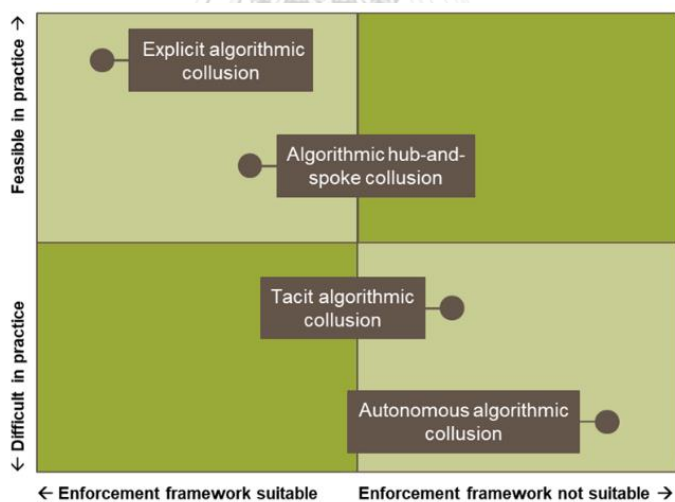 Explicit algorithmic
collusion
Algorithmic hub-and-
spoke collusion
Tacit algorithmic
collusion
Autonomous algorithmic
collusion
Feasible in practice →
← Difficult in practice
← Enforcement framework suitable
Enforcement framework not suitable →